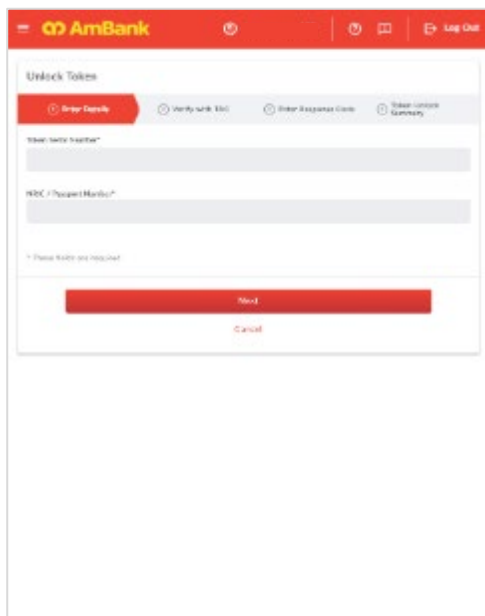 AmBank
Log Out
Unlock Token
Enter Details
Verify with TAC
Enter Response Code
Token Unlock
Summary
Token Serial Number*
NRIC / Passport Number*
* These fields are required
Next
Cancel